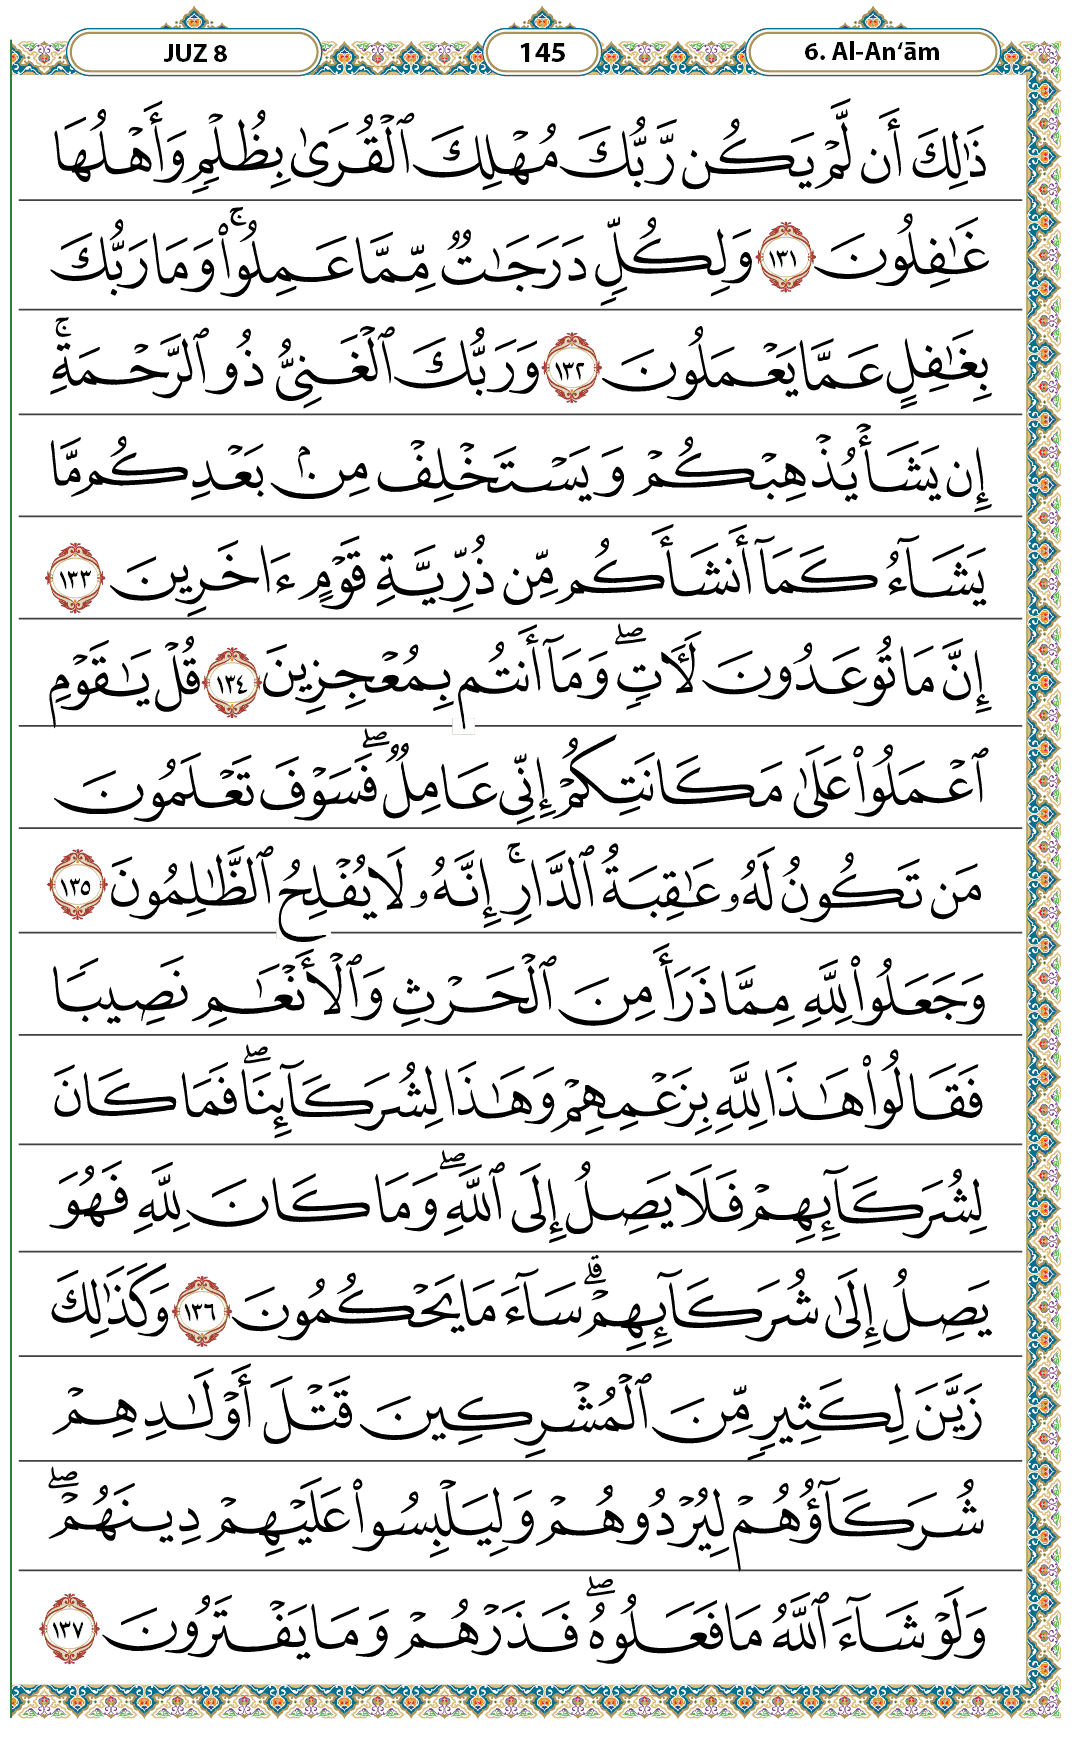 JUZ 8 145 6. Al-An‘ām
ذَٰلِكَ أَن لَّمْ يَكُن رَّبُّكَ مُهْلِكَ ٱلْقُرَىٰ بِظُلْمٍ وَأَهْلُهَا
غَـٰفِلُونَ ١٣١ وَلِكُلٍّ دَرَجَـٰتٌ مِّمَّا عَمِلُوا۟ ۚ وَمَا رَبُّكَ
بِغَـٰفِلٍ عَمَّا يَعْمَلُونَ ١٣٢ وَرَبُّكَ ٱلْغَنِىُّ ذُو ٱلرَّحْمَةِ ۚ
إِن يَشَأْ يُذْهِبْكُمْ وَيَسْتَخْلِفْ مِنۢ بَعْدِكُم مَّا
يَشَآءُ كَمَآ أَنشَأَكُم مِّن ذُرِّيَّةِ قَوْمٍ ءَاخَرِينَ ١٣٣
إِنَّ مَا تُوعَدُونَ لَـَٔاتٍ ۖ وَمَآ أَنتُم بِمُعْجِزِينَ ١٣٤ قُلْ يَـٰقَوْمِ
ٱعْمَلُوا۟ عَلَىٰ مَكَانَتِكُمْ إِنِّى عَامِلٌ ۖ فَسَوْفَ تَعْلَمُونَ
مَن تَكُونُ لَهُۥ عَـٰقِبَةُ ٱلدَّارِ ۚ إِنَّهُۥ لَا يُفْلِحُ ٱلظَّـٰلِمُونَ ١٣٥
وَجَعَلُوا۟ لِلَّهِ مِمَّا ذَرَأَ مِنَ ٱلْحَرْثِ وَٱلْأَنْعَـٰمِ نَصِيبًا
فَقَالُوا۟ هَـٰذَا لِلَّهِ بِزَعْمِهِمْ وَهَـٰذَا لِشُرَكَآئِنَا ۖ فَمَا كَانَ
لِشُرَكَآئِهِمْ فَلَا يَصِلُ إِلَى ٱللَّهِ ۖ وَمَا كَانَ لِلَّهِ فَهُوَ
يَصِلُ إِلَىٰ شُرَكَآئِهِمْ ۗ سَآءَ مَا يَحْكُمُونَ ١٣٦ وَكَذَٰلِكَ
زَيَّنَ لِكَثِيرٍ مِّنَ ٱلْمُشْرِكِينَ قَتْلَ أَوْلَـٰدِهِمْ
شُرَكَآؤُهُمْ لِيُرْدُوهُمْ وَلِيَلْبِسُوا۟ عَلَيْهِمْ دِينَهُمْ ۖ
وَلَوْ شَآءَ ٱللَّهُ مَا فَعَلُوهُ ۖ فَذَرْهُمْ وَمَا يَفْتَرُونَ ١٣٧